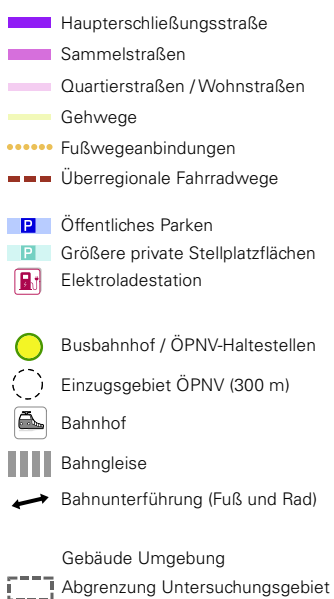 Haupterschließungsstraße
Sammelstraßen
Quartierstraßen / Wohnstraßen
Gehwege
Fußwegeanbindungen
Überregionale Fahrradwege
P Öffentliches Parken
P Größere private Stellplatzflächen
Elektroladestation
Busbahnhof / ÖPNV-Haltestellen
Einzugsgebiet ÖPNV (300 m)
Bahnhof
Bahngleise
Bahnunterführung (Fuß und Rad)
Gebäude Umgebung
Abgrenzung Untersuchungsgebiet